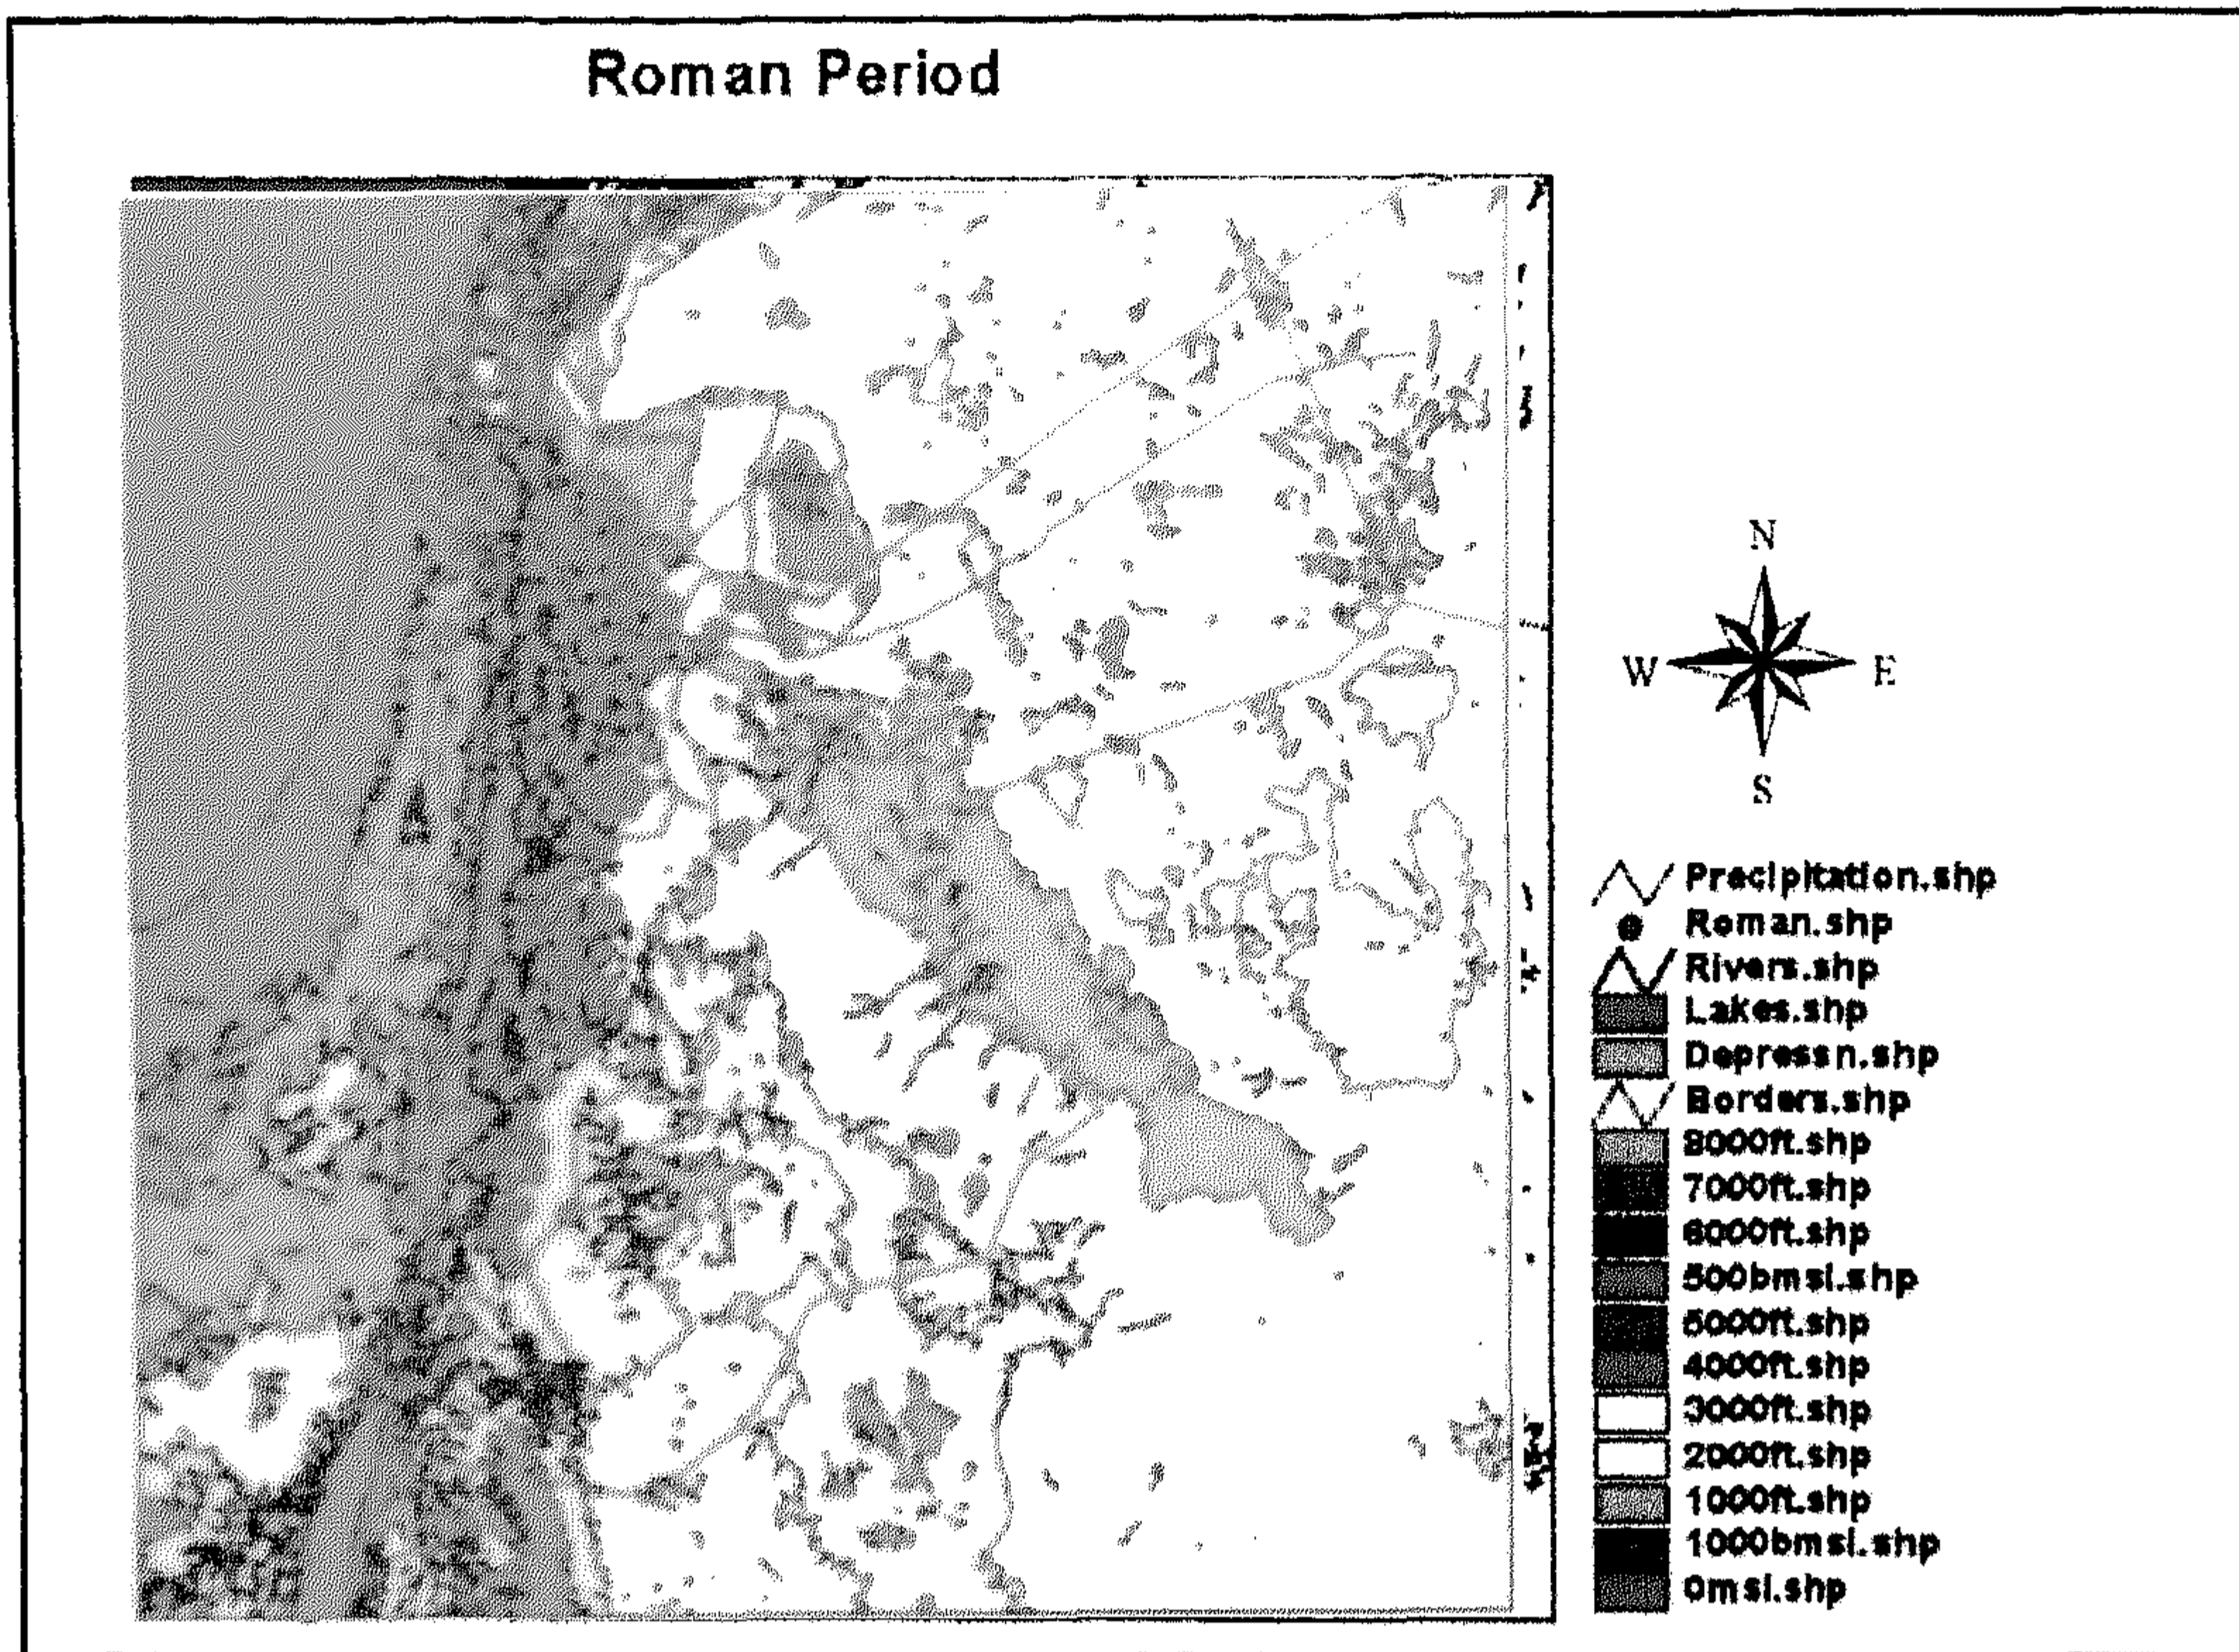 Roman Period
N
W
E
S
Precipitation.shp
Roman.shp
Rivers.shp
Lakes.shp
Depressn.shp
Borders.shp
8000ft.shp
7000ft.shp
6000ft.shp
500bmsl.shp
5000ft.shp
4000ft.shp
3000ft.shp
2000ft.shp
1000ft.shp
1000bmsl.shp
0msl.shp